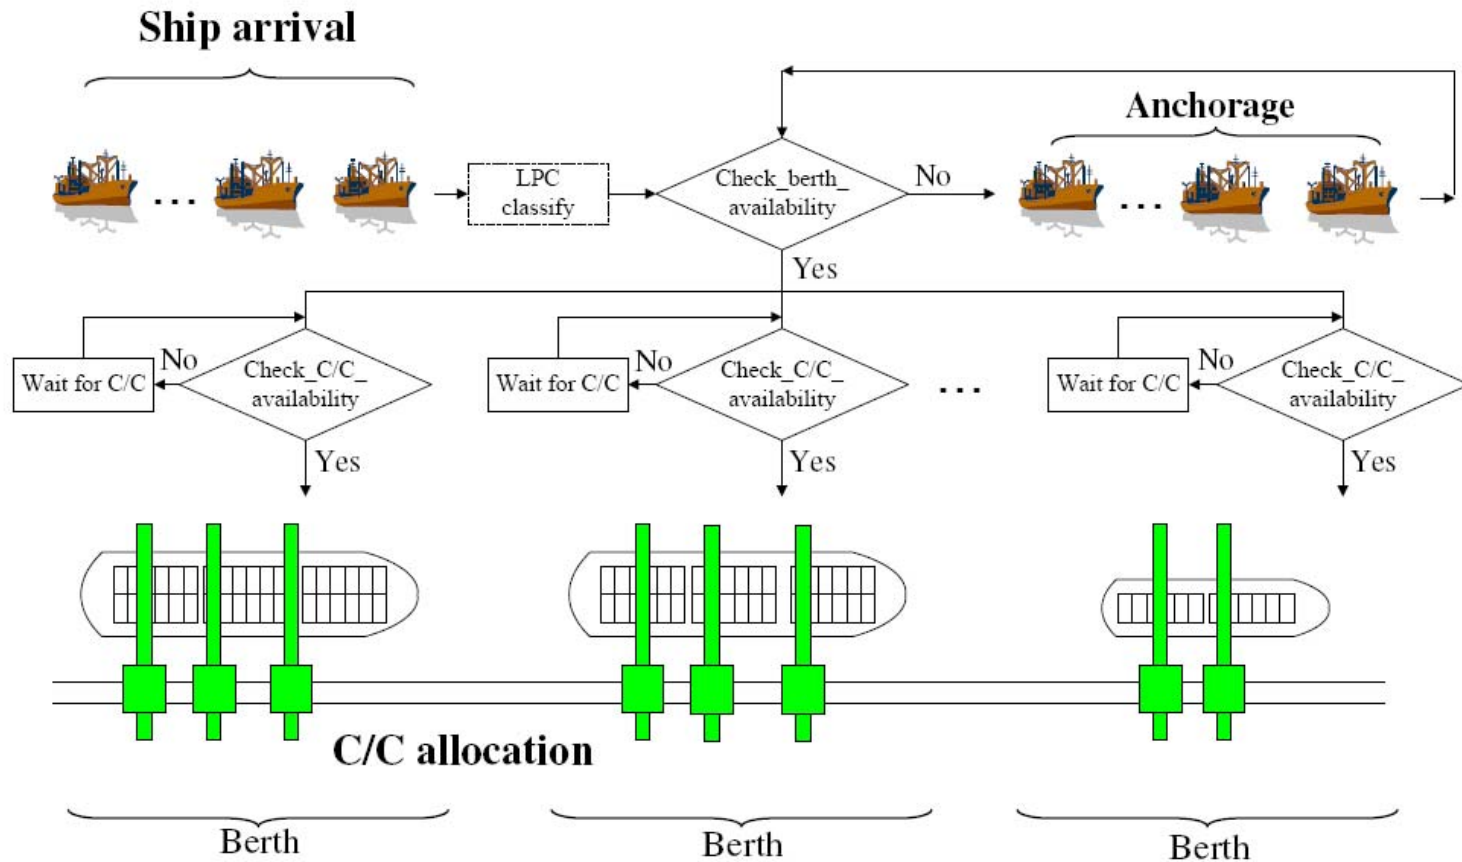 Ship arrival
Anchorage
LPC
classify
Check_berth_
availability
No
Yes
Wait for C/C
No
Check_C/C_
availability
Wait for C/C
No
Check_C/C_
availability
...
Wait for C/C
No
Check_C/C_
availability
Yes
Yes
Yes
C/C allocation
Berth
Berth
Berth